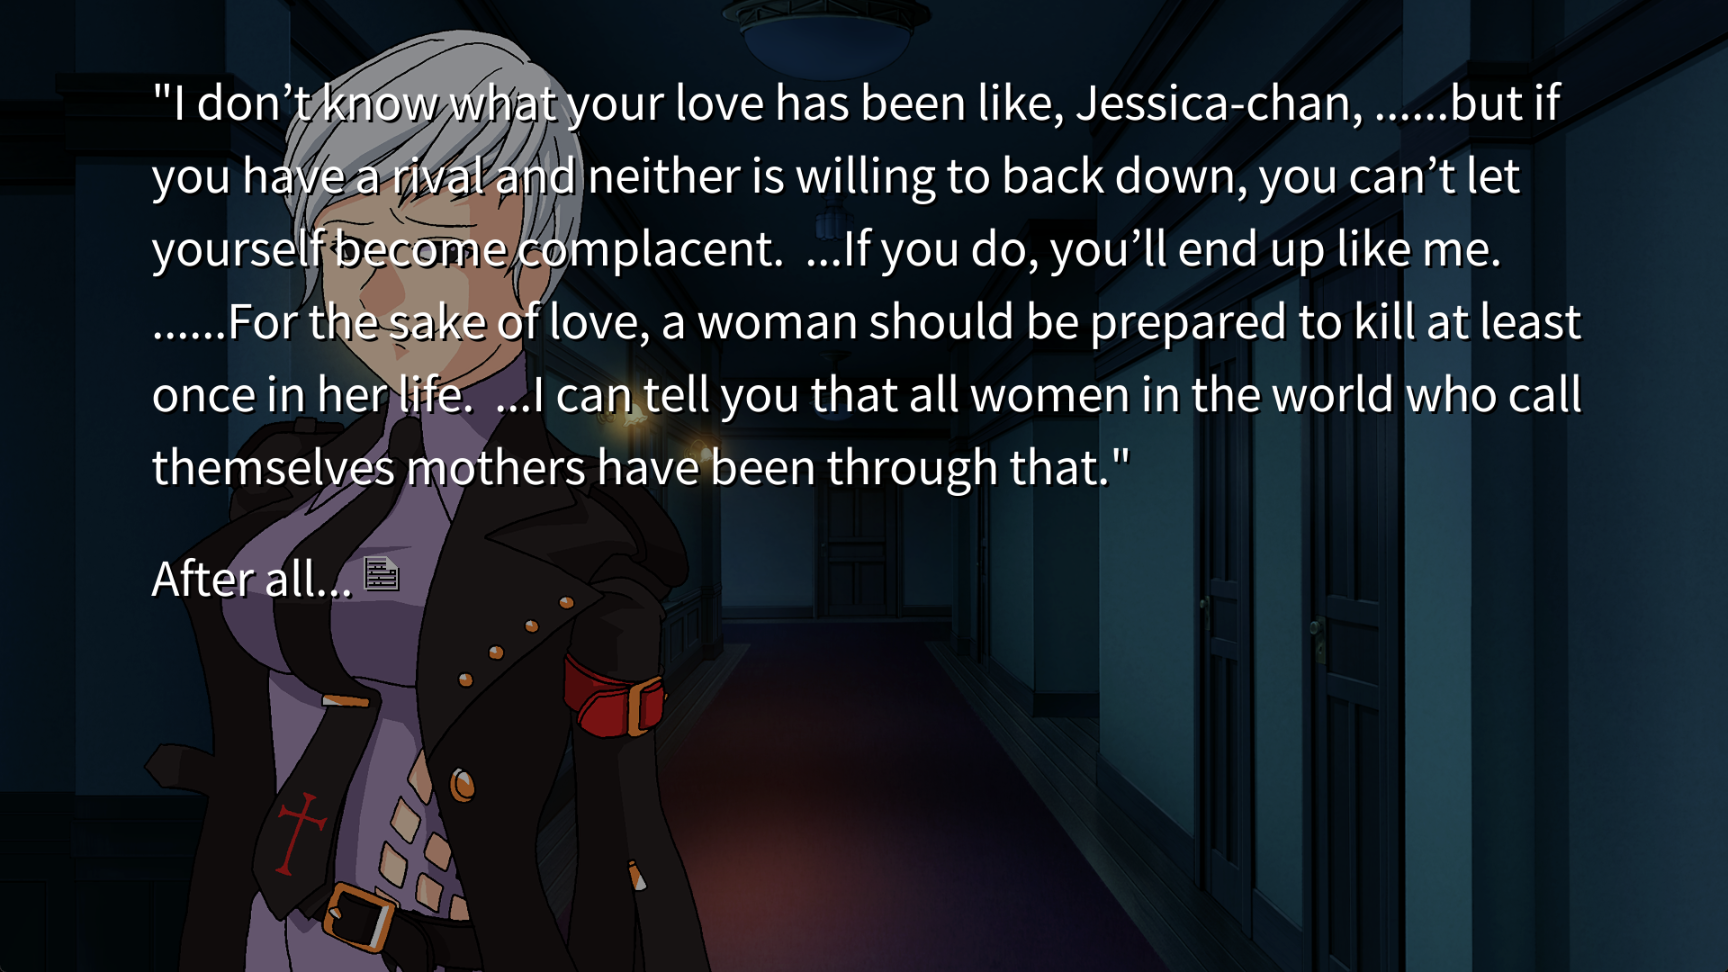 "I don’t know what your love has been like, Jessica-chan, ......but if
you have a rival and neither is willing to back down, you can’t let
yourself become complacent.  ...If you do, you’ll end up like me.
......For the sake of love, a woman should be prepared to kill at least
once in her life.  ...I can tell you that all women in the world who call
themselves mothers have been through that."
After all...